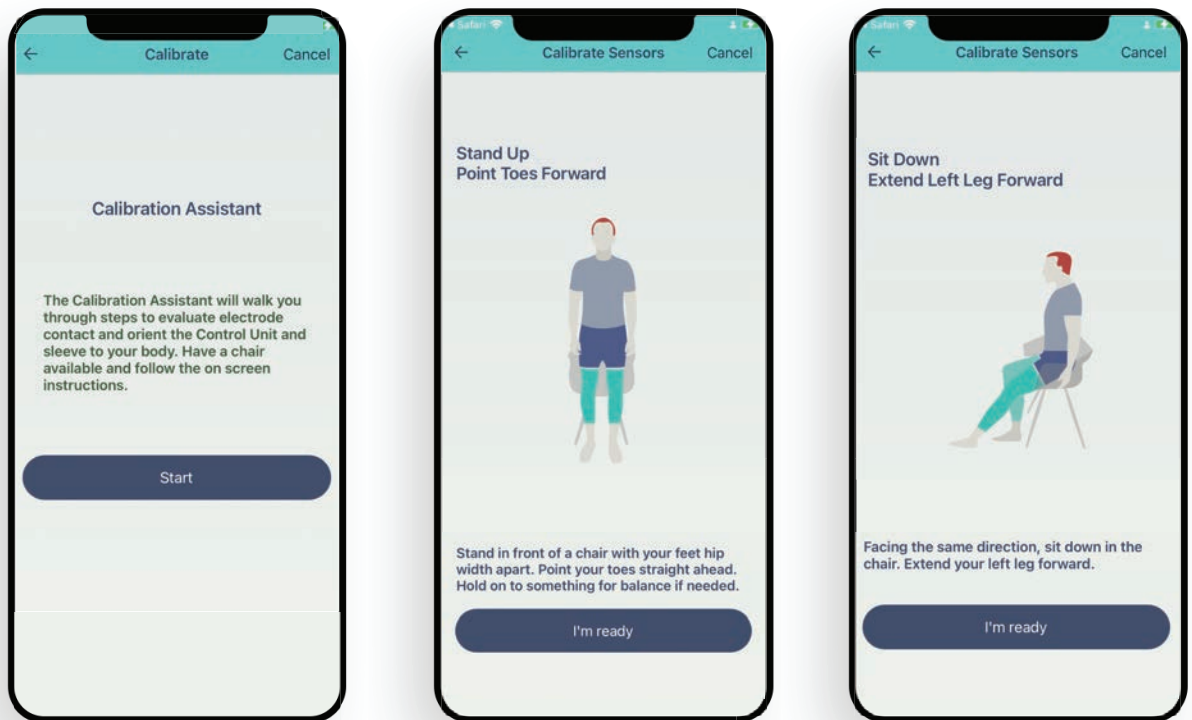 Calibrate
Cancel
Calibration Assistant
The Calibration Assistant will walk you
through steps to evaluate electrode
contact and orient the Control Unit and
sleeve to your body. Have a chair
available and follow the on screen
instructions.
Start
Safari
Calibrate Sensors
Cancel
Stand Up
Point Toes Forward
Stand in front of a chair with your feet hip
width apart. Point your toes straight ahead.
Hold on to something for balance if needed.
I'm ready
Safari
Calibrate Sensors
Cancel
Sit Down
Extend Left Leg Forward
Facing the same direction, sit down in the
chair. Extend your left leg forward.
I'm ready